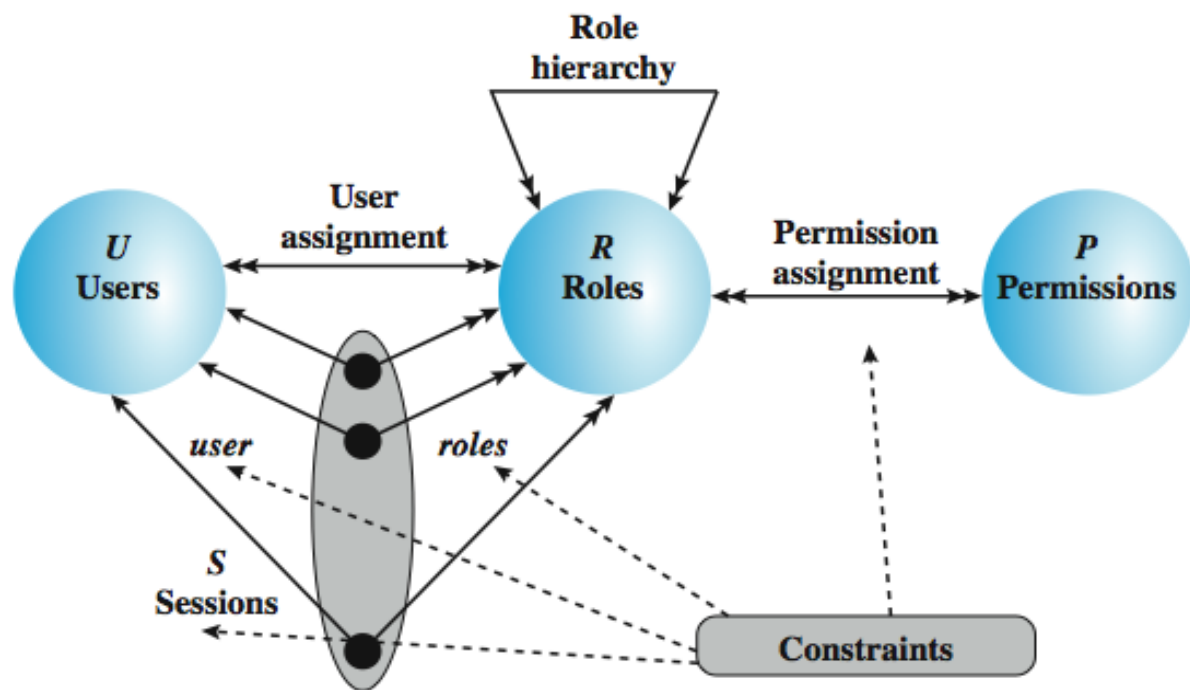 Role
hierarchy
User
assignment
U
Users
R
Roles
Permission
assignment
P
Permissions
user
roles
S
Sessions
Constraints